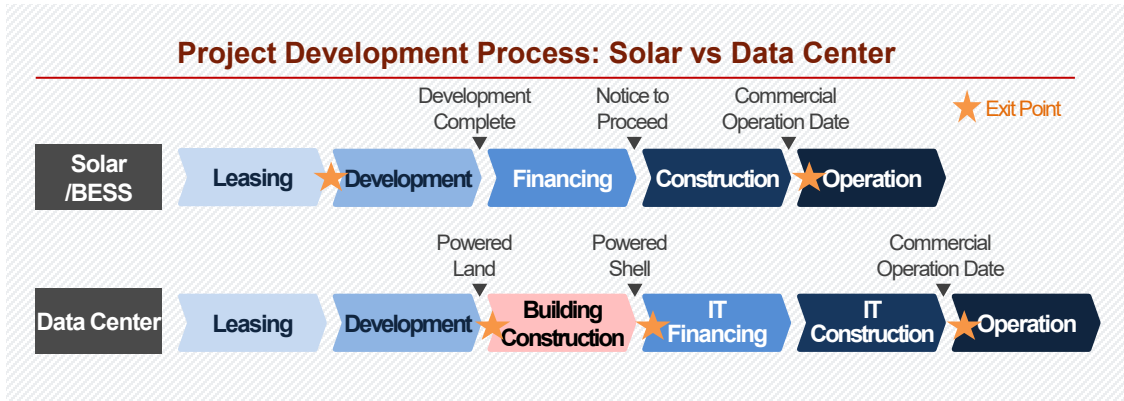 Project Development Process: Solar vs Data Center
Development
Complete
Notice to
Proceed
Commercial
Operation Date
Exit Point
Solar
/BESS
Leasing
Development
Financing
Construction
Operation
Powered
Land
Powered
Shell
Commercial
Operation Date
Data Center
Leasing
Development
Building
Construction
IT
Financing
IT
Construction
Operation